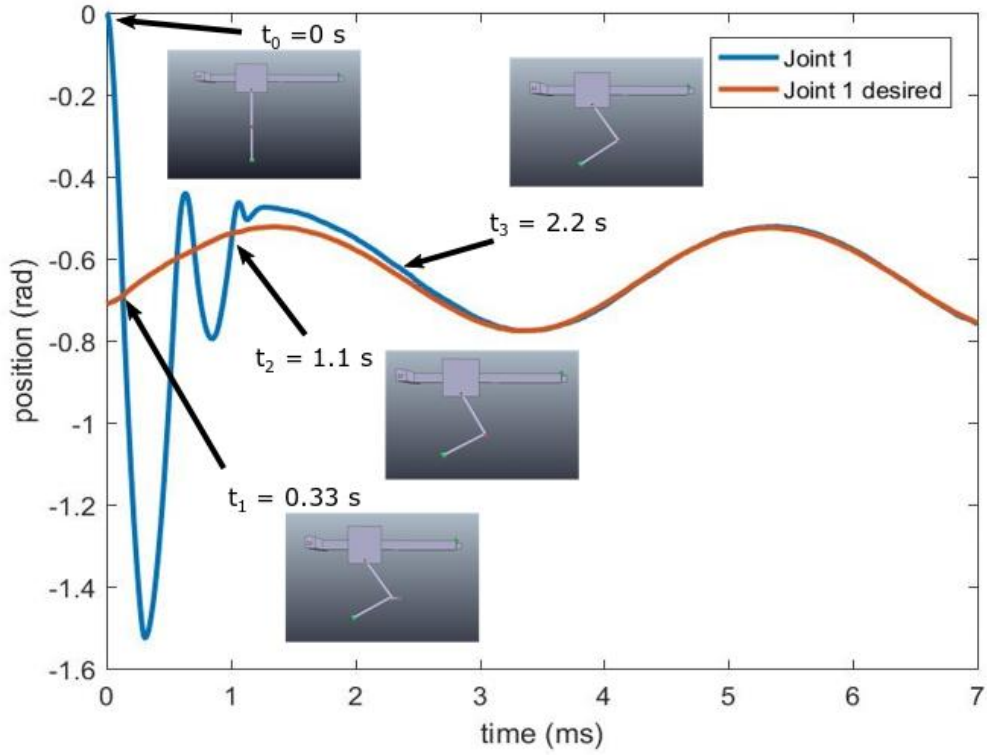 0
-0.2
-0.4
-0.6
-0.8
-1
-1.2
-1.4
-1.6
position (rad)
t₀ =0 s
Joint 1
Joint 1 desired
t₃ = 2.2 s
t₂ = 1.1 s
t₁ = 0.33 s
0 1 2 3 4 5 6 7
time (ms)